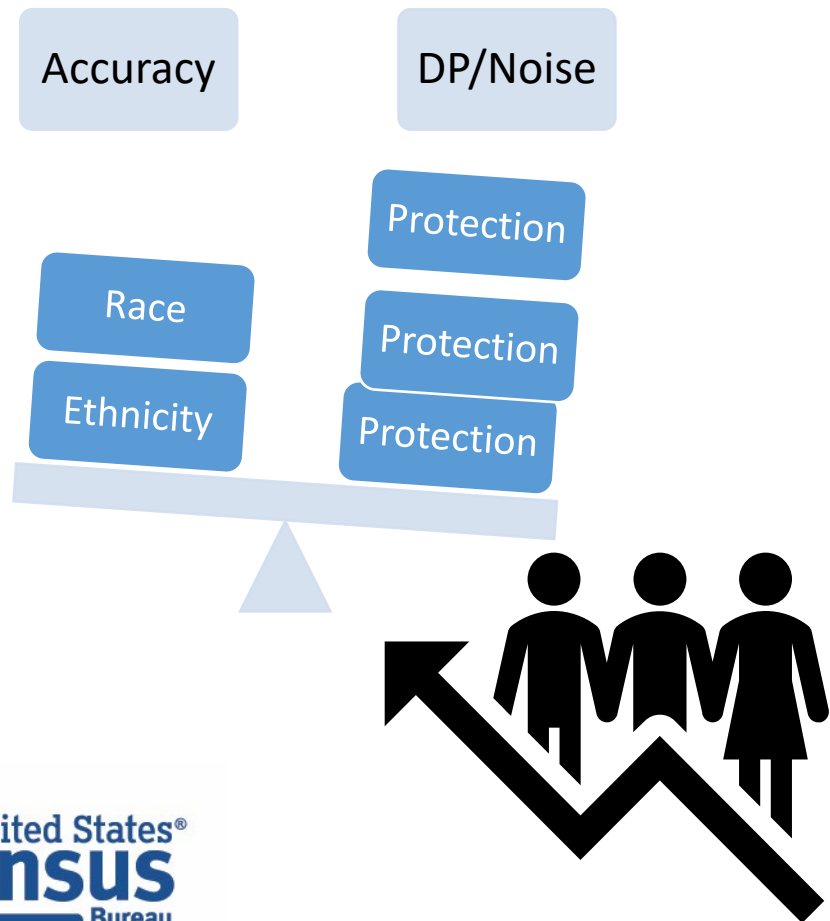 Accuracy
DP/Noise
Protection
Race
Protection
Ethnicity
Protection
ited States®
nsus
Bureau